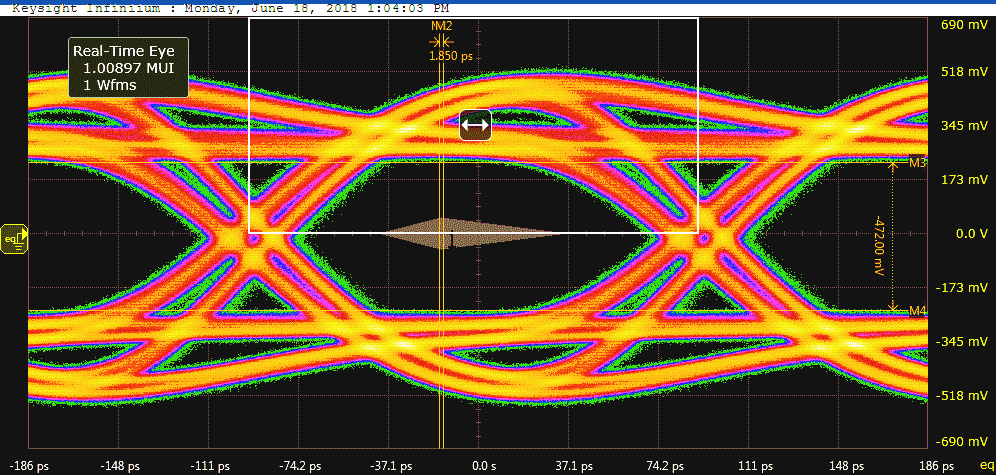 Keysight Infiniium : Monday, June 18, 2018 1:04:03 PM
Real-Time Eye
1.00897 MUI
1 Wfms
M2
1.850 ps
690 mV
518 mV
345 mV
M3
173 mV
eq
0.0 V
-472.00 mV
-173 mV
M4
-345 mV
-518 mV
-690 mV
-186 ps -148 ps -111 ps -74.2 ps -37.1 ps 0.0 s 37.1 ps 74.2 ps 111 ps 148 ps 186 ps eq